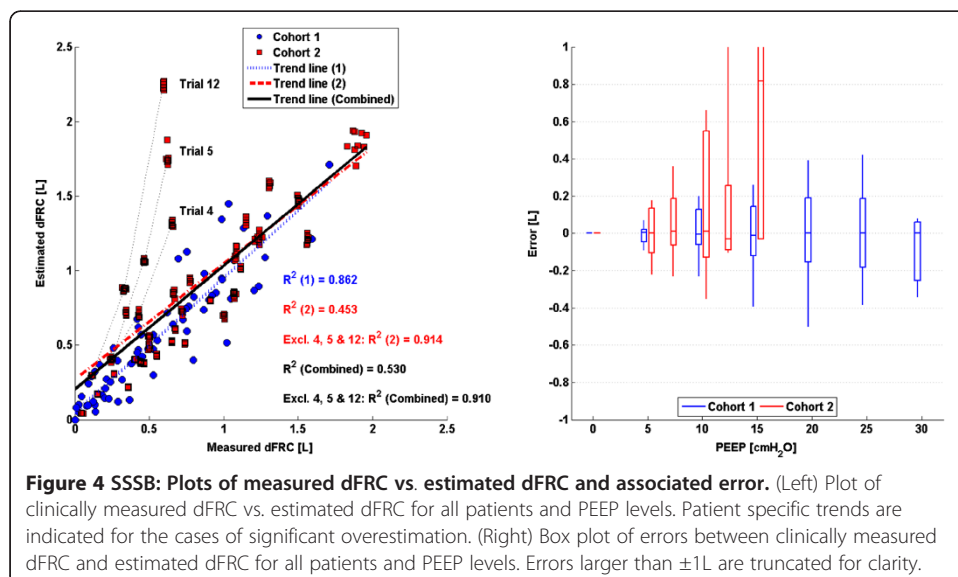 2.5
2
1.5
1
0.5
0
0
0.5
1
1.5
2
2.5
Estimated dFRC [L]
Measured dFRC [L]
Cohort 1
Cohort 2
Trend line (1)
Trend line (2)
Trend line (Combined)
Trial 12
Trial 5
Trial 4
R² (1) = 0.862
R² (2) = 0.453
Excl. 4, 5 & 12: R² (2) = 0.914
R² (Combined) = 0.530
Excl. 4, 5 & 12: R² (Combined) = 0.910
1
0.8
0.6
0.4
0.2
0
-0.2
-0.4
-0.6
-0.8
-1
Error [L]
0
5
10
15
20
25
30
PEEP [cmH₂O]
Cohort 1
Cohort 2
Figure 4 SSSB: Plots of measured dFRC vs. estimated dFRC and associated error. (Left) Plot of
clinically measured dFRC vs. estimated dFRC for all patients and PEEP levels. Patient specific trends are
indicated for the cases of significant overestimation. (Right) Box plot of errors between clinically measured
dFRC and estimated dFRC for all patients and PEEP levels. Errors larger than ±1L are truncated for clarity.